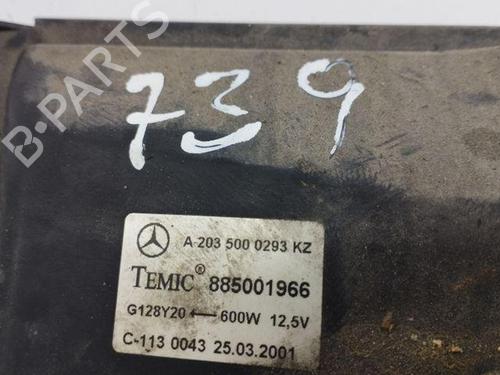 B-PARTS
739
A 203 500 0293 KZ
TEMIC® 885001966
G128Y20 ⟵ 600W 12,5V
C-113 0043 25.03.2001